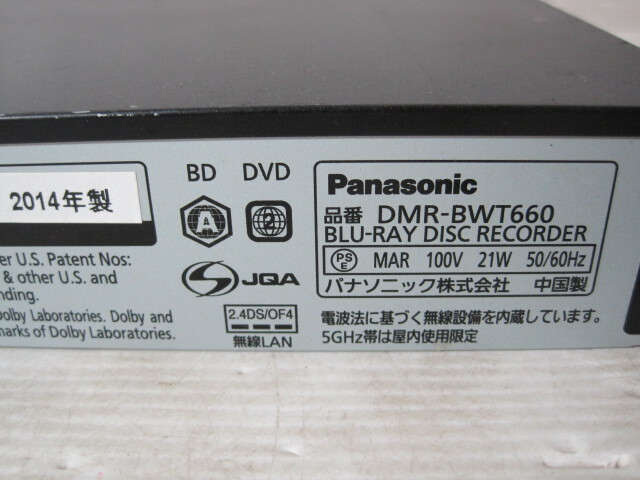 2014年製
er U.S. Patent Nos:
& other U.S. and
nding.
Dolby Laboratories. Dolby and
marks of Dolby Laboratories.
BD DVD
A 2
S JQA
2.4DS/OF4
無線LAN
Panasonic
品番 DMR-BWT660
BLU-RAY DISC RECORDER
PSE MAR 100V 21W 50/60Hz
パナソニック株式会社 中国製
電波法に基づく無線設備を内蔵しています。
5GHz帯は屋内使用限定